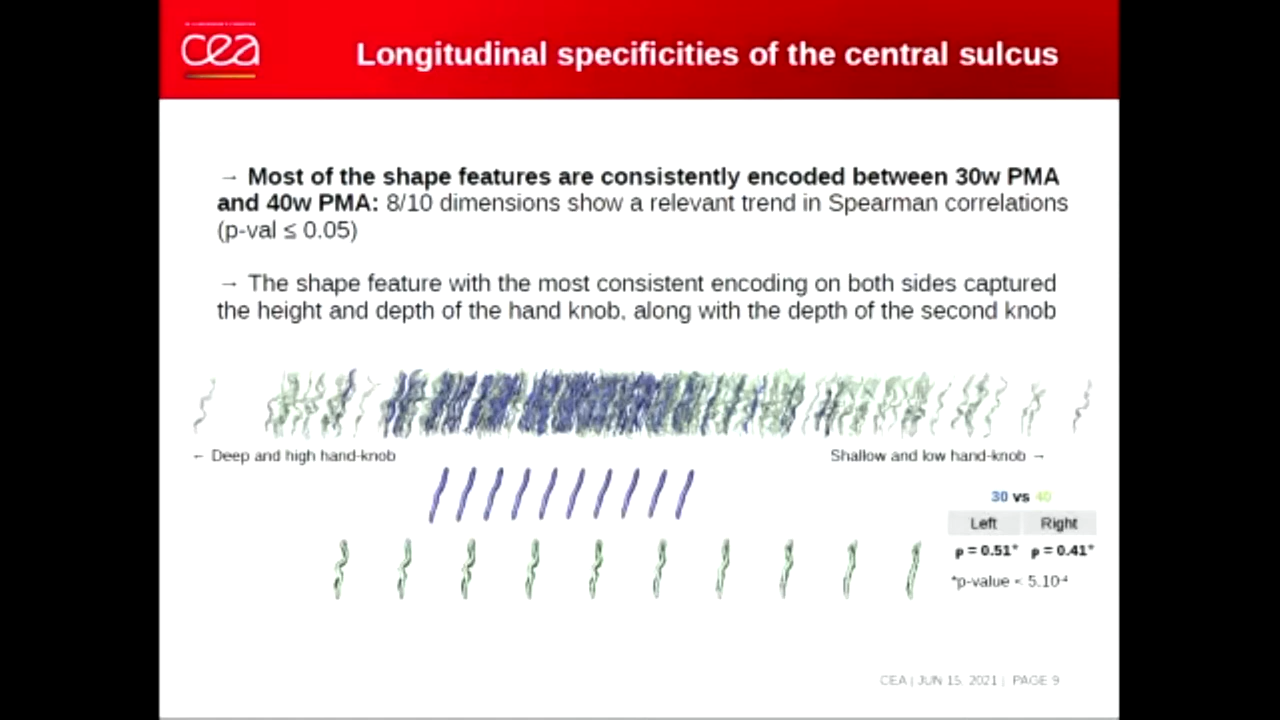 cea
Longitudinal specificities of the central sulcus
→ Most of the shape features are consistently encoded between 30w PMA
and 40w PMA: 8/10 dimensions show a relevant trend in Spearman correlations
(p-val ≤ 0.05)
→ The shape feature with the most consistent encoding on both sides captured
the height and depth of the hand knob, along with the depth of the second knob
← Deep and high hand-knob
Shallow and low hand-knob →
30 vs 40
Left Right
ρ = 0.51* ρ = 0.41*
*p-value < 5.10⁻⁴
CEA | JUN 15, 2021 | PAGE 9